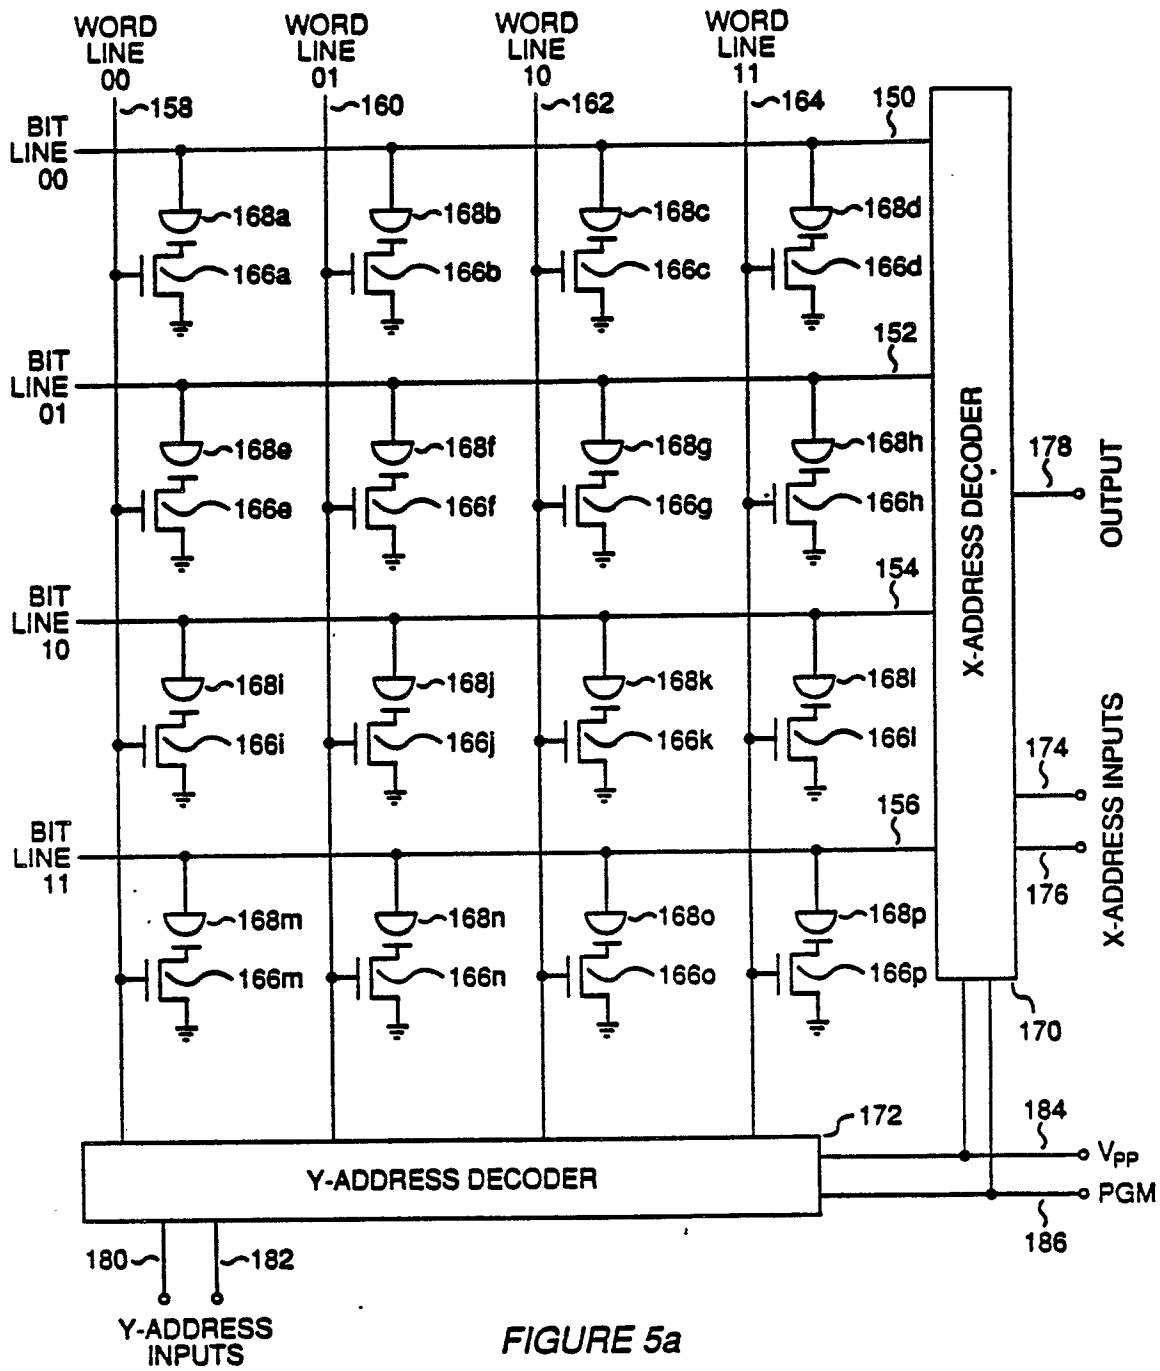 WORD
LINE
00
WORD
LINE
01
WORD
LINE
10
WORD
LINE
11
158
160
162
164
150
BIT
LINE
00
168a
168b
168c
168d
166a
166b
166c
166d
152
BIT
LINE
01
168e
168f
168g
168h
166e
166f
166g
166h
X-ADDRESS DECODER
178
OUTPUT
154
BIT
LINE
10
168i
168j
168k
168l
166i
166j
166k
166l
174
X-ADDRESS INPUTS
176
156
BIT
LINE
11
168m
168n
168o
168p
166m
166n
166o
166p
170
172
184
VPP
Y-ADDRESS DECODER
PGM
186
180
182
Y-ADDRESS
INPUTS
FIGURE 5a